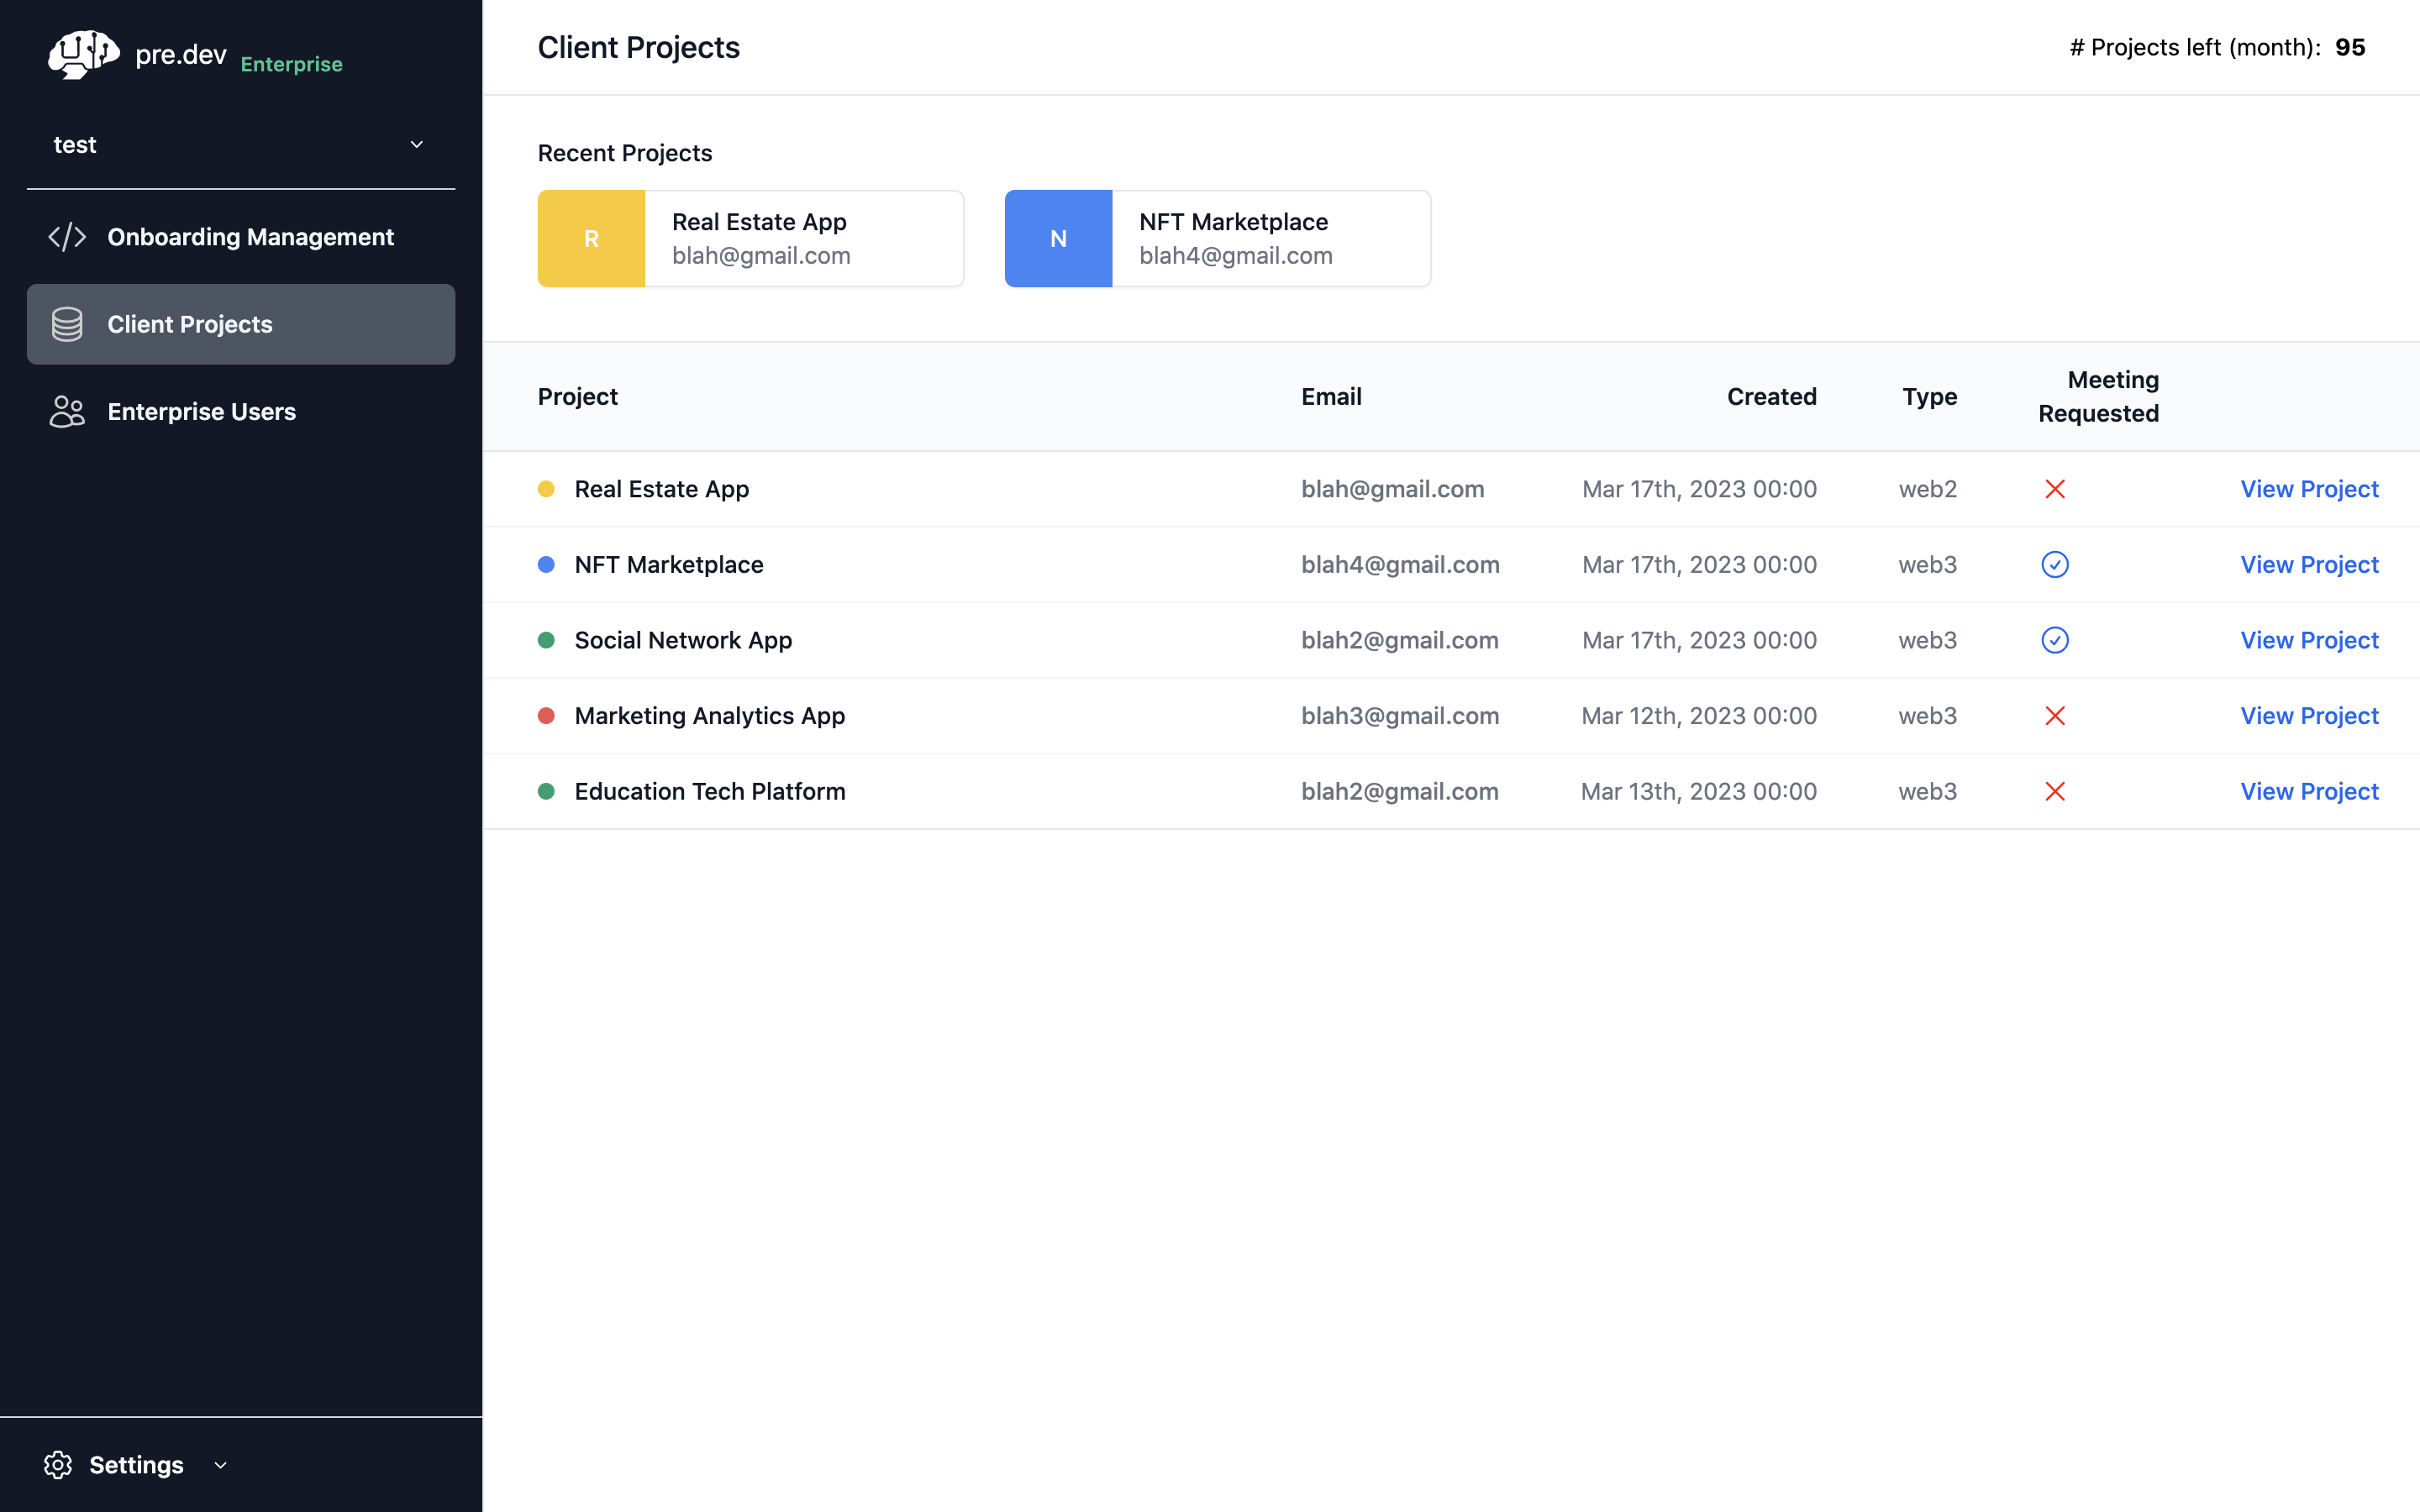 pre.dev Enterprise
test
Onboarding Management
Client Projects
Enterprise Users
Settings
Client Projects
# Projects left (month): 95
Recent Projects
R
Real Estate App
blah@gmail.com
N
NFT Marketplace
blah4@gmail.com
Project Email Created Type Meeting Requested
Real Estate App blah@gmail.com Mar 17th, 2023 00:00 web2 View Project
NFT Marketplace blah4@gmail.com Mar 17th, 2023 00:00 web3 View Project
Social Network App blah2@gmail.com Mar 17th, 2023 00:00 web3 View Project
Marketing Analytics App blah3@gmail.com Mar 12th, 2023 00:00 web3 View Project
Education Tech Platform blah2@gmail.com Mar 13th, 2023 00:00 web3 View Project